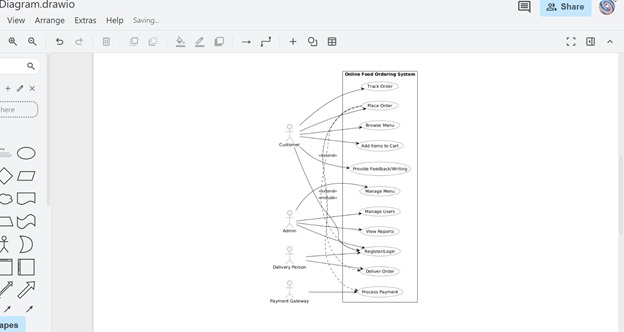 Diagram.drawio
View Arrange Extras Help Saving...
Share
here
Online Food Ordering System
Track Order
Place Order
Browse Menu
Customer
Add Items to Cart
«extend»
Provide Feedback/Writing
Manage Menu
«include»
Manage Users
Admin
View Reports
Register/Login
Delivery Person
Deliver Order
Process Payment
Payment Gateway
apes